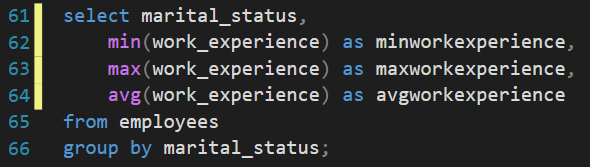 61 select marital_status,
62 min(work_experience) as minworkexperience,
63 max(work_experience) as maxworkexperience,
64 avg(work_experience) as avgworkexperience
65 from employees
66 group by marital_status;